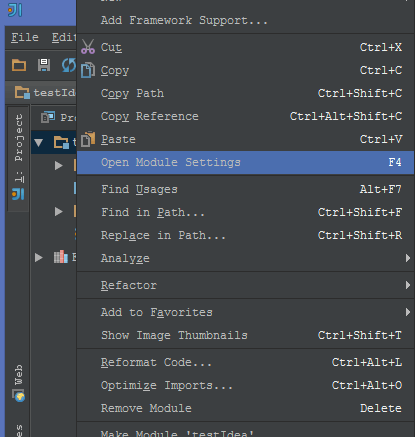 Add Framework Support...
File Edit
Cut Ctrl+X
Copy Ctrl+C
Copy Path Ctrl+Shift+C
testIde
Copy Reference Ctrl+Alt+Shift+C
Paste Ctrl+V
1: Project
Open Module Settings F4
Find Usages Alt+F7
Find in Path... Ctrl+Shift+F
Replace in Path... Ctrl+Shift+R
Analyze
Refactor
Add to Favorites
Show Image Thumbnails Ctrl+Shift+T
Reformat Code... Ctrl+Alt+L
Web
Optimize Imports... Ctrl+Alt+O
Remove Module Delete
Make Module 'testIdea'